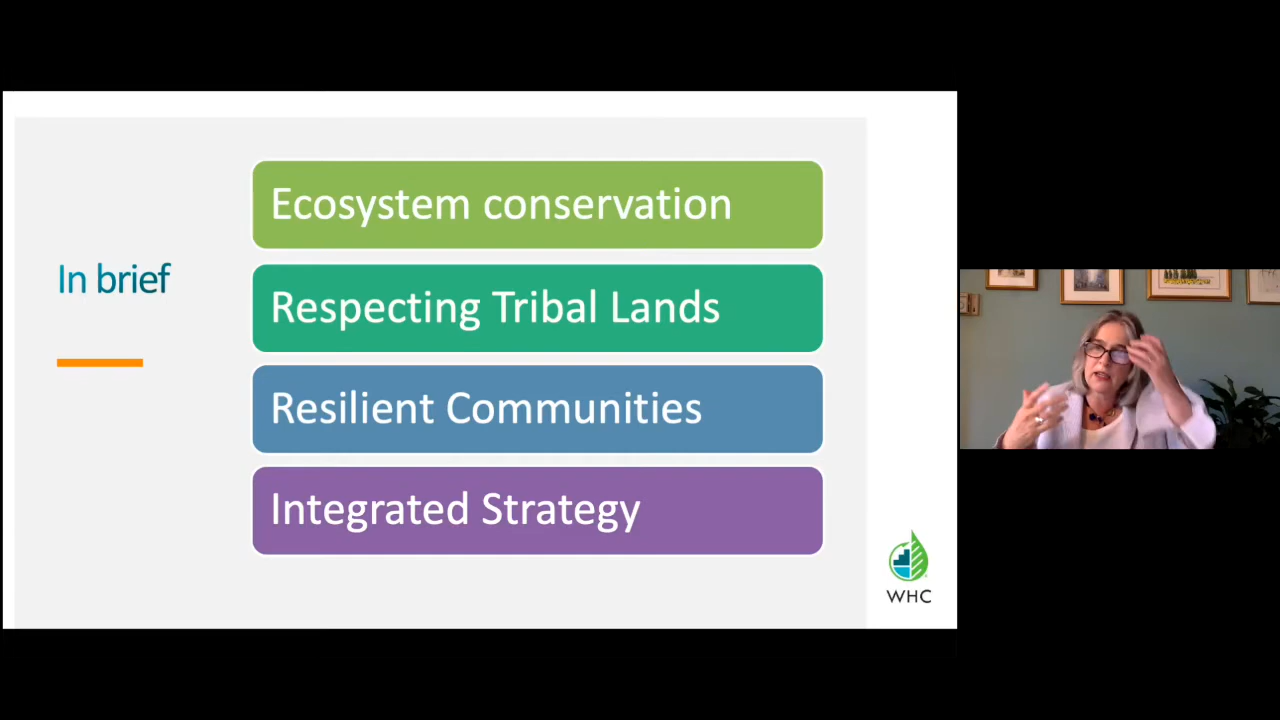 In brief
Ecosystem conservation
Respecting Tribal Lands
Resilient Communities
Integrated Strategy
WHC